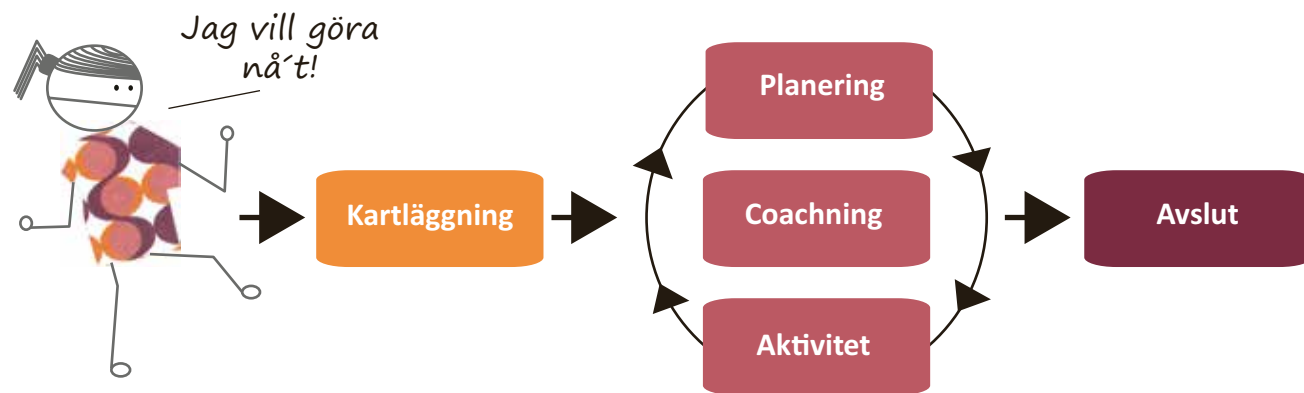 Jag vill göra
nå´t!
Kartläggning
Planering
Coachning
Aktivitet
Avslut